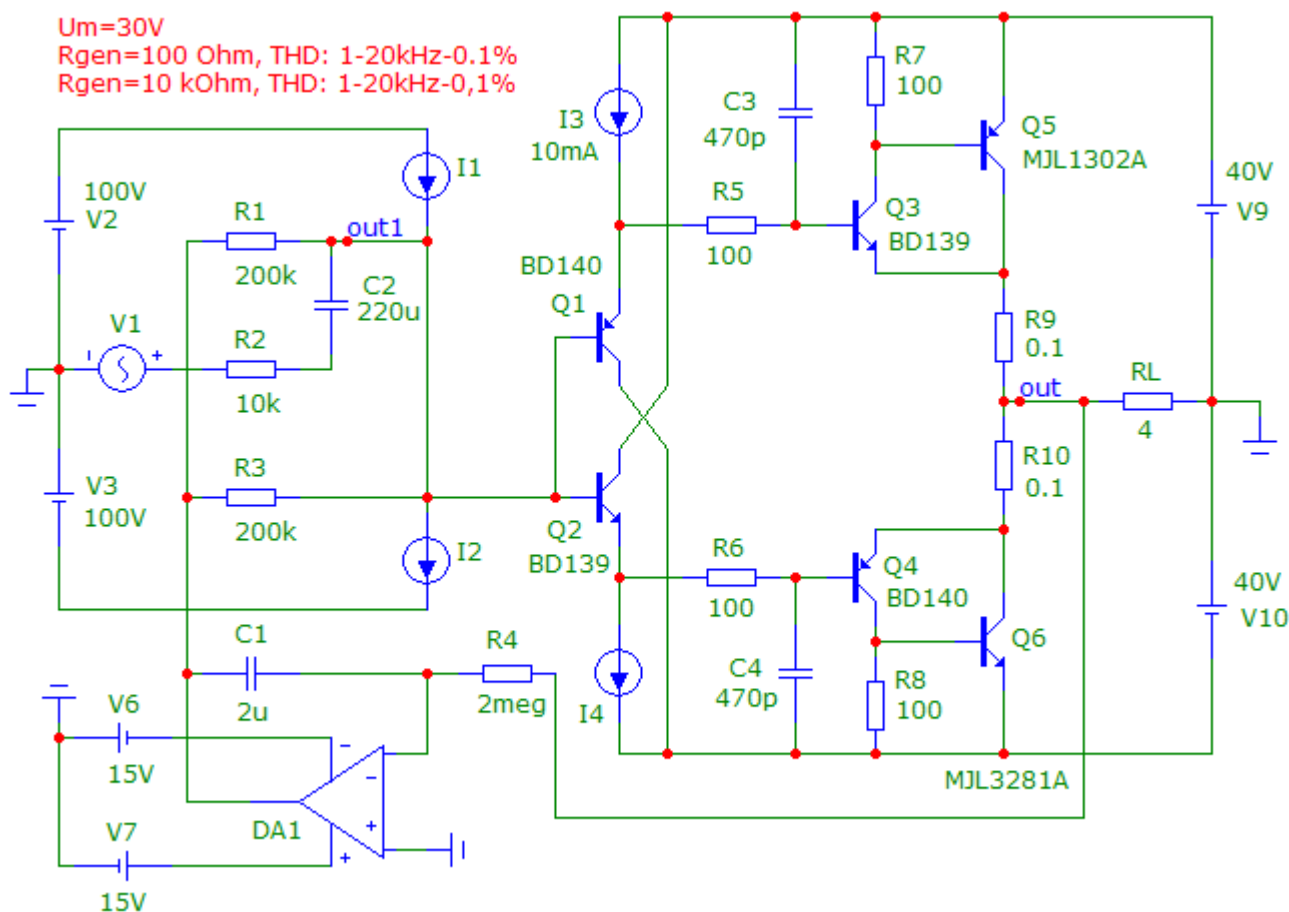 Um=30V
Rgen=100 Ohm, THD: 1-20kHz-0.1%
Rgen=10 kOhm, THD: 1-20kHz-0,1%
100V
V2
I1
R1
200k
out1
C2
220u
V1
R2
10k
V3
100V
R3
200k
I2
C1
2u
R4
2meg
V6
15V
V7
15V
DA1
I3
10mA
R5
100
C3
470p
R7
100
Q5
MJL1302A
Q3
BD139
BD140
Q1
Q2
BD139
R9
0.1
out
RL
4
R10
0.1
40V
V9
R6
100
Q4
BD140
Q6
C4
470p
R8
100
I4
MJL3281A
40V
V10